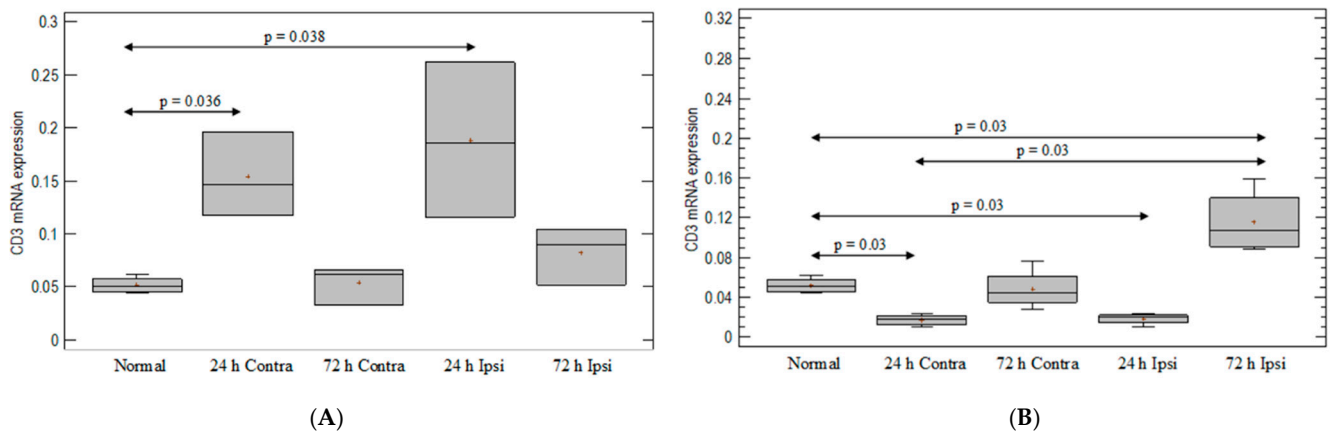 0.3
0.25
0.2
0.15
0.1
0.05
0
CD3 mRNA expression
p = 0.038
p = 0.036
Normal 24 h Contra 72 h Contra 24 h Ipsi 72 h Ipsi
(A)
0.32
0.28
0.24
0.2
0.16
0.12
0.08
0.04
0
CD3 mRNA expression
p = 0.03
p = 0.03
p = 0.03
p = 0.03
Normal 24 h Contra 72 h Contra 24 h Ipsi 72 h Ipsi
(B)